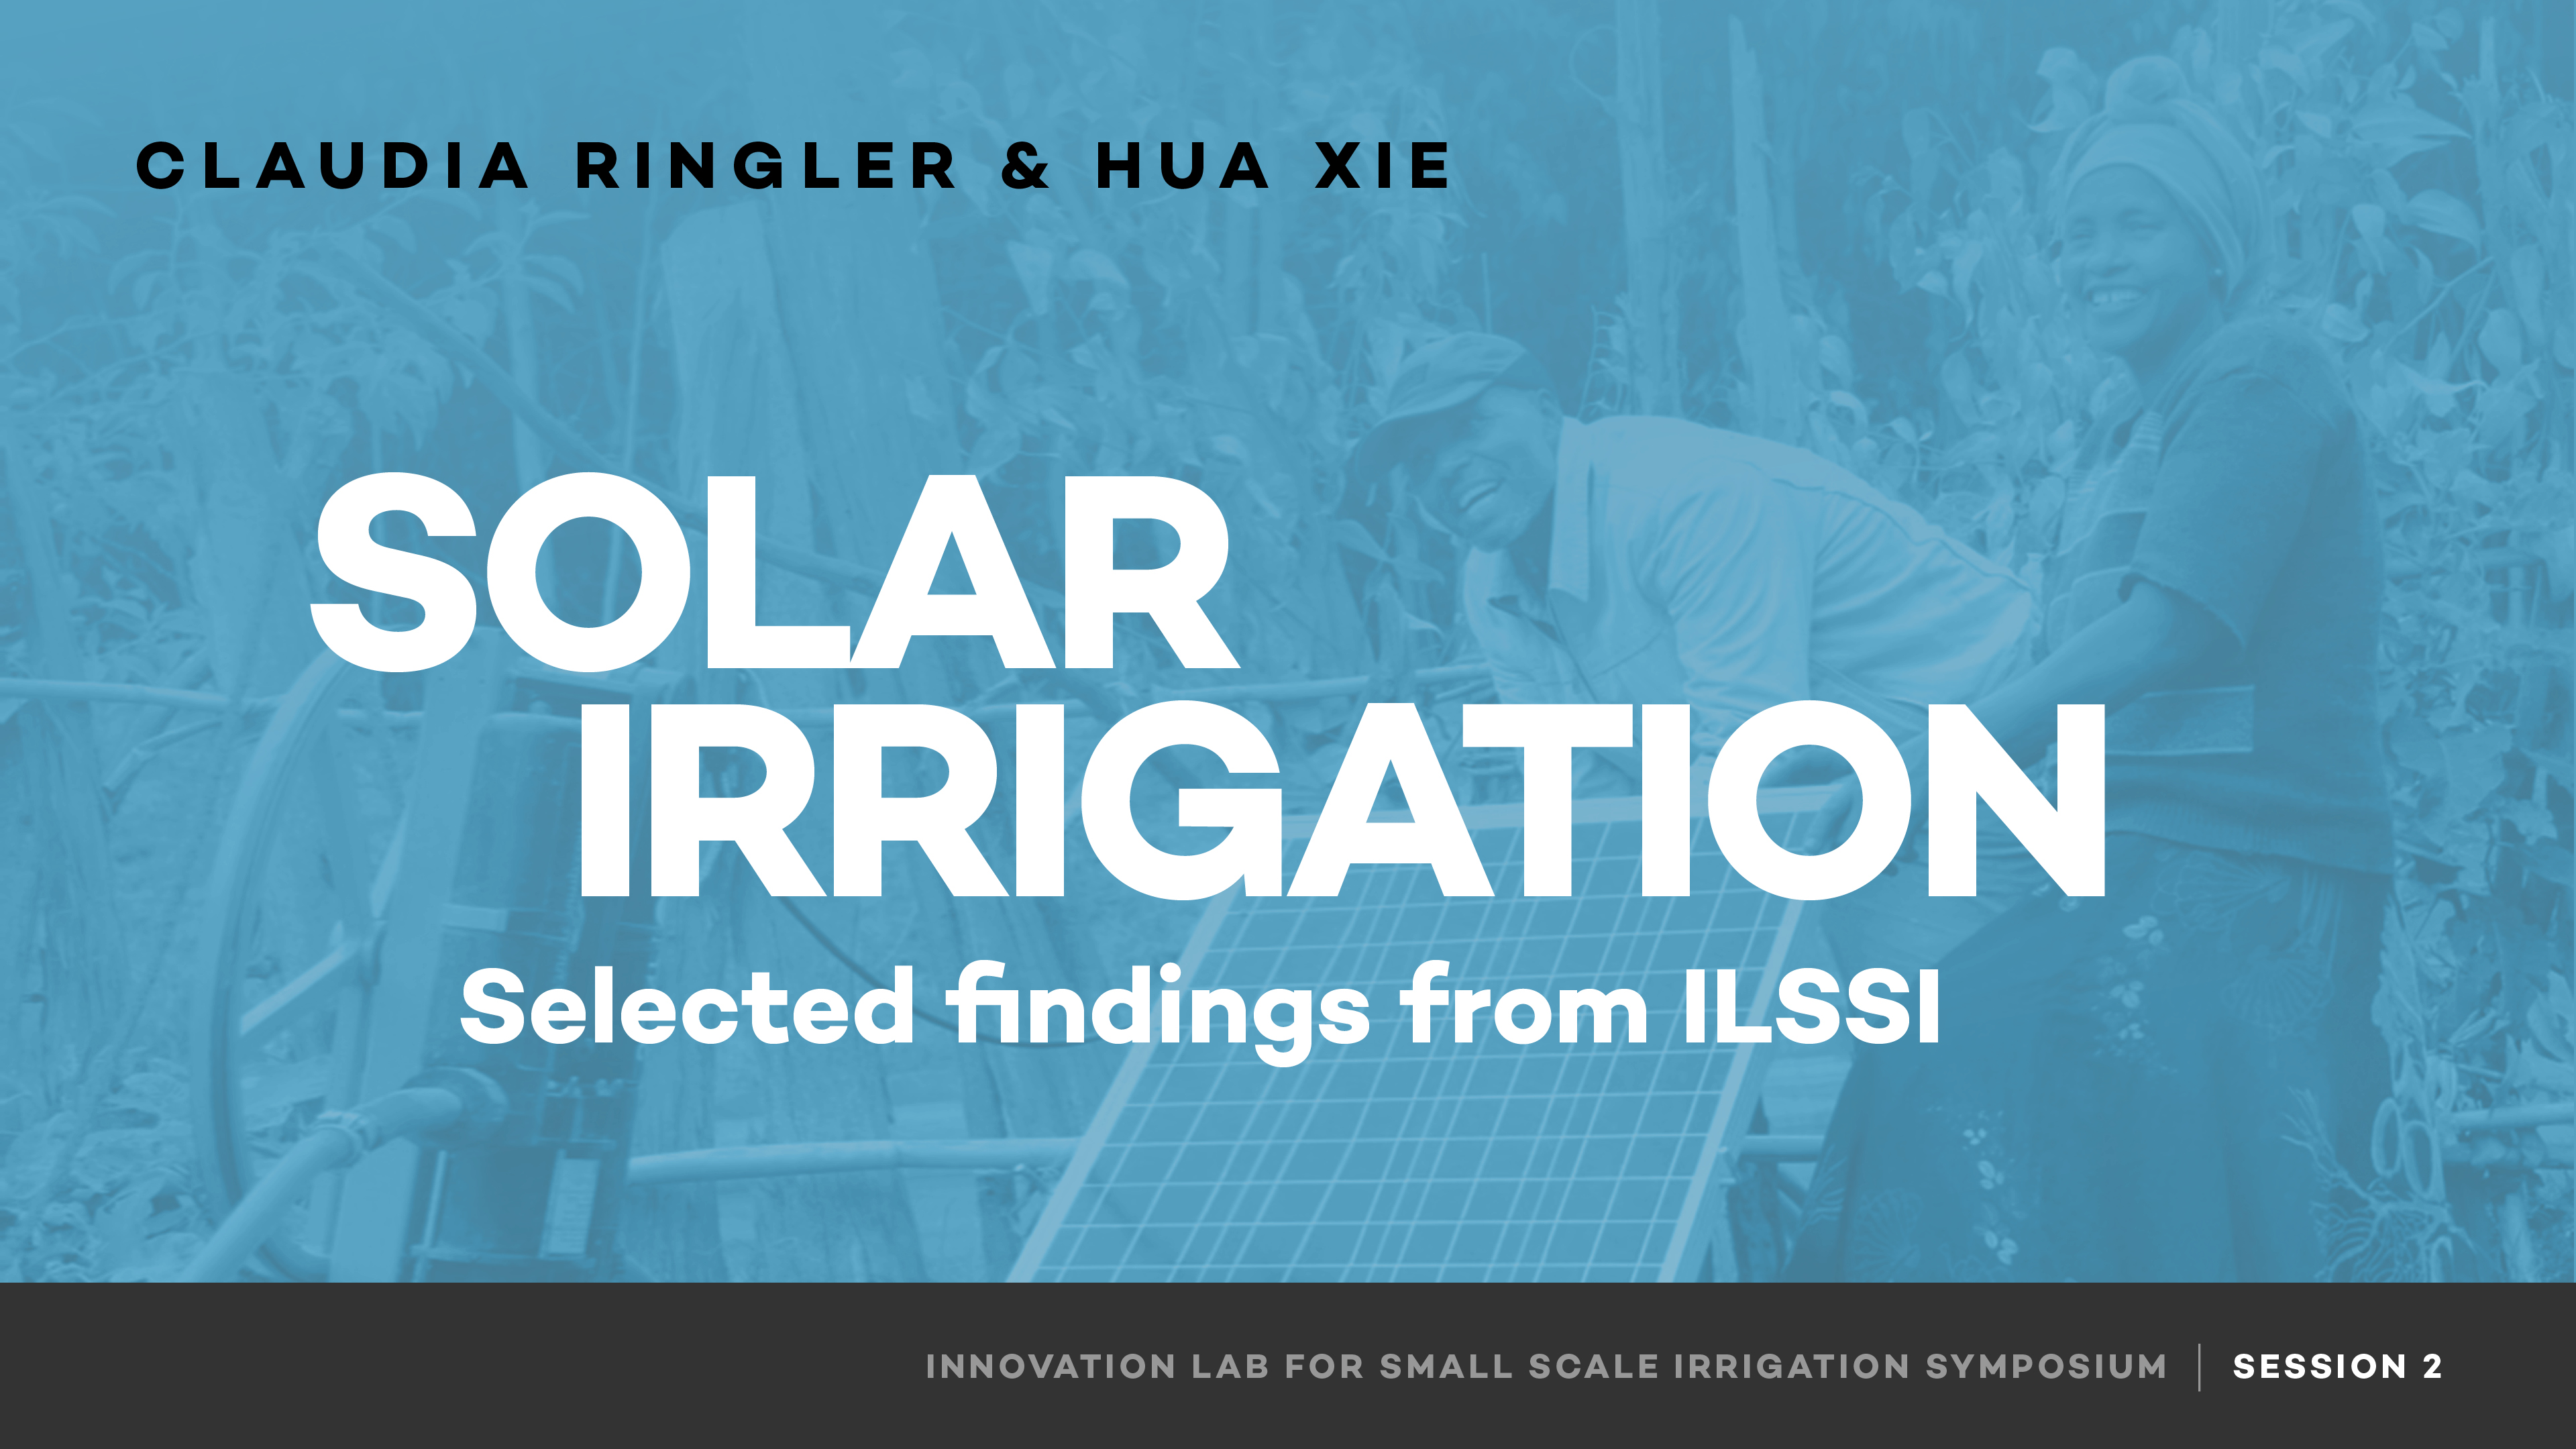 CLAUDIA RINGLER & HUA XIE
SOLAR
IRRIGATION
Selected findings from ILSSI
INNOVATION LAB FOR SMALL SCALE IRRIGATION SYMPOSIUM | SESSION 2